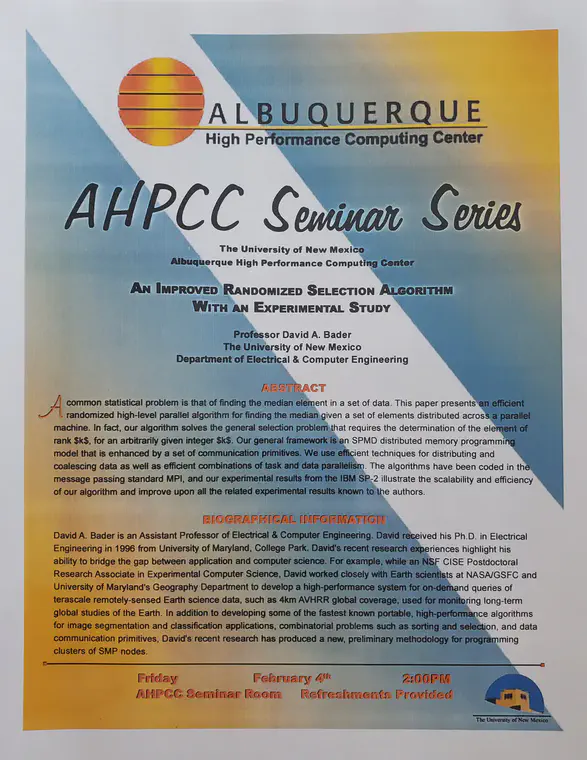 ALBUQUERQUE
High Performance Computing Center
AHPCC Seminar Series
The University of New Mexico
Albuquerque High Performance Computing Center
AN IMPROVED RANDOMIZED SELECTION ALGORITHM
WITH AN EXPERIMENTAL STUDY
Professor David A. Bader
The University of New Mexico
Department of Electrical & Computer Engineering
ABSTRACT
A common statistical problem is that of finding the median element in a set of data. This paper presents an efficient
randomized high-level parallel algorithm for finding the median given a set of elements distributed across a parallel
machine. In fact, our algorithm solves the general selection problem that requires the determination of the element of
rank $k$, for an arbitrarily given integer $k$. Our general framework is an SPMD distributed memory programming
model that is enhanced by a set of communication primitives. We use efficient techniques for distributing and
coalescing data as well as efficient combinations of task and data parallelism. The algorithms have been coded in the
message passing standard MPI, and our experimental results from the IBM SP-2 illustrate the scalability and efficiency
of our algorithm and improve upon all the related experimental results known to the authors.
BIOGRAPHICAL INFORMATION
David A. Bader is an Assistant Professor of Electrical & Computer Engineering. David received his Ph.D. in Electrical
Engineering in 1996 from University of Maryland, College Park. David's recent research experiences highlight his
ability to bridge the gap between application and computer science. For example, while an NSF CISE Postdoctoral
Research Associate in Experimental Computer Science, David worked closely with Earth scientists at NASA/GSFC and
University of Maryland's Geography Department to develop a high-performance system for on-demand queries of
terascale remotely-sensed Earth science data, such as 4km AVHRR global coverage, used for monitoring long-term
global studies of the Earth. In addition to developing some of the fastest known portable, high-performance algorithms
for image segmentation and classification applications, combinatorial problems such as sorting and selection, and data
communication primitives, David's recent research has produced a new, preliminary methodology for programming
clusters of SMP nodes.
Friday February 4th 2:00PM
AHPCC Seminar Room Refreshments Provided
The University of New Mexico